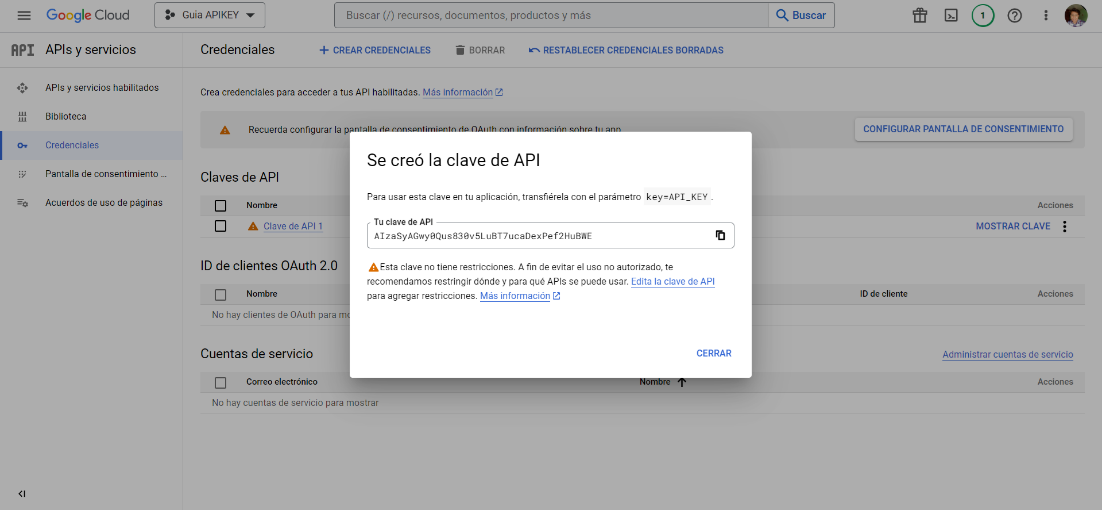 Google Cloud
Guia APIKEY
Buscar (/) recursos, documentos, productos y más
Buscar
1
API
APIs y servicios
Credenciales
CREAR CREDENCIALES
BORRAR
RESTABLECER CREDENCIALES BORRADAS
APIs y servicios habilitados
Biblioteca
Credenciales
Pantalla de consentimiento ...
Acuerdos de uso de páginas
Crea credenciales para acceder a tus API habilitadas. Más información
Recuerda configurar la pantalla de consentimiento de OAuth con información sobre tu app.
CONFIGURAR PANTALLA DE CONSENTIMIENTO
Claves de API
Nombre
Acciones
Clave de API 1
MOSTRAR CLAVE
ID de clientes OAuth 2.0
Nombre
ID de cliente
Acciones
No hay clientes de OAuth para
Cuentas de servicio
Administrar cuentas de servicio
Correo electrónico
Nombre
Acciones
No hay cuentas de servicio para mostrar
Se creó la clave de API
Para usar esta clave en tu aplicación, transfiérela con el parámetro key=API_KEY.
Tu clave de API
AIzaSyAGwy0Qus830v5LuBT7ucaDexPef2HuBWE
Esta clave no tiene restricciones. A fin de evitar el uso no autorizado, te
recomendamos restringir dónde y para qué APIs se puede usar. Edita la clave de API
para agregar restricciones. Más información
CERRAR